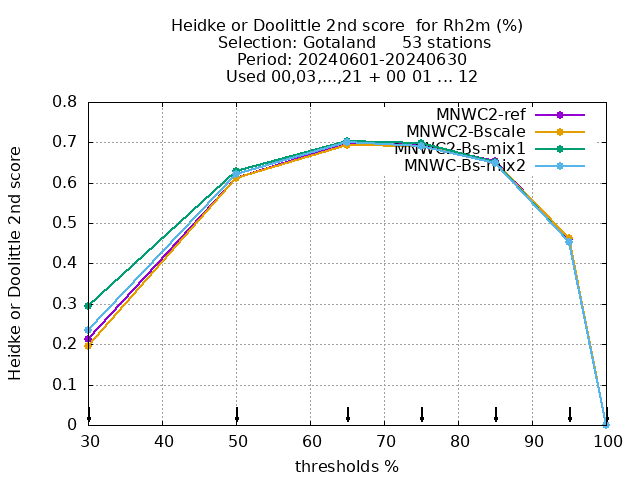 Heidke or Doolittle 2nd score  for Rh2m (%)
Selection: Gotaland     53 stations
Period: 20240601-20240630
Used 00,03,...,21 + 00 01 ... 12
0.8
0.7
0.6
0.5
0.4
0.3
0.2
0.1
0
Heidke or Doolittle 2nd score
MNWC2-ref
MNWC2-Bscale
MNWC2-Bs-mix1
MNWC-Bs-mix2
30 40 50 60 70 80 90 100
thresholds %